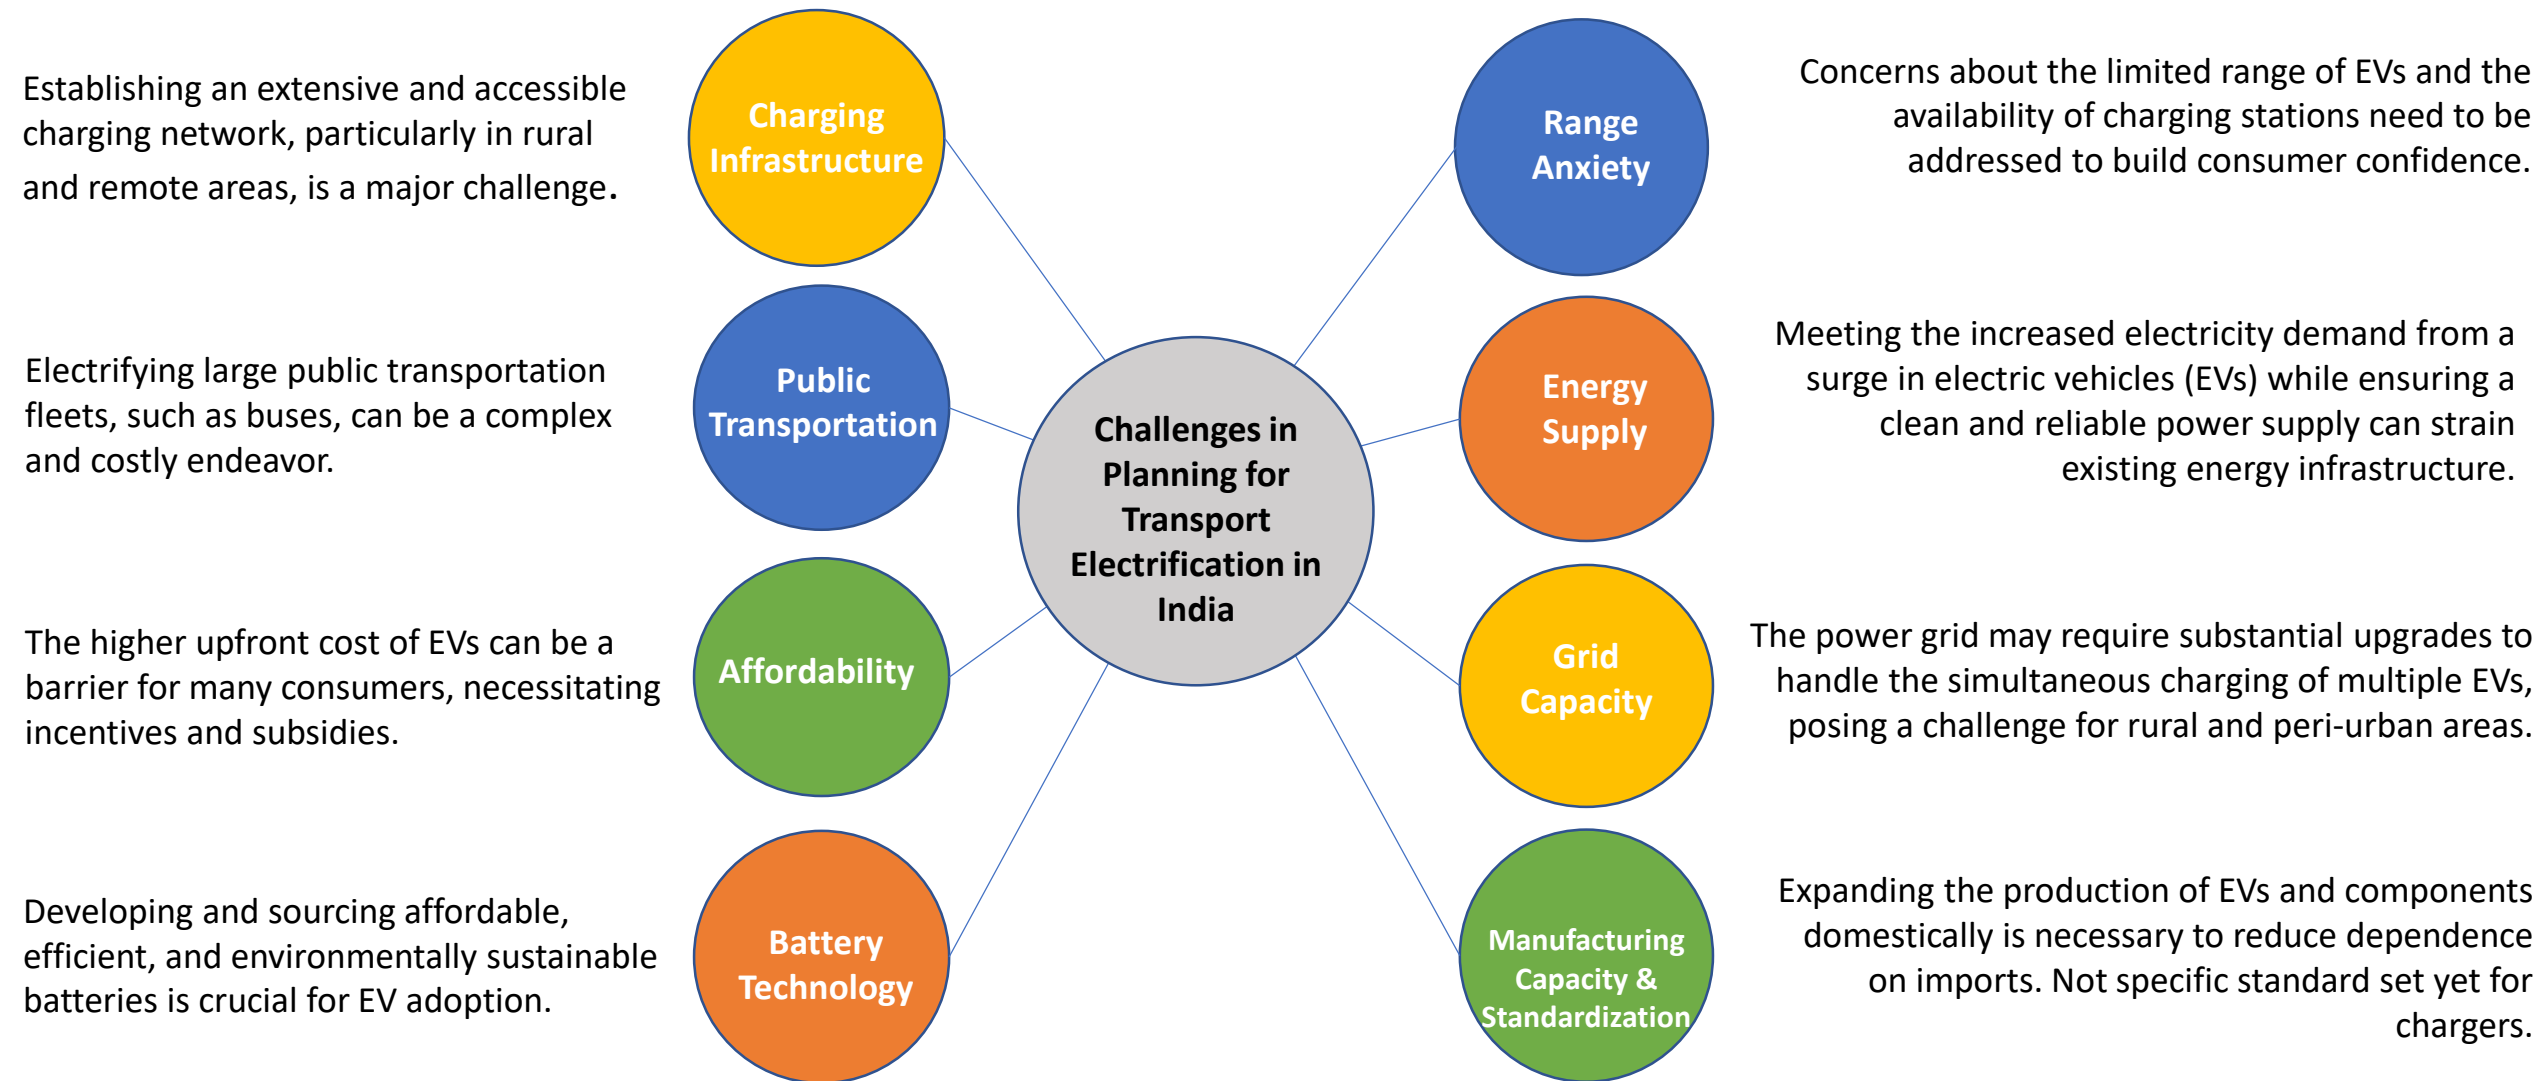 Establishing an extensive and accessible
charging network, particularly in rural
and remote areas, is a major challenge.
Charging
Infrastructure
Electrifying large public transportation
fleets, such as buses, can be a complex
and costly endeavor.
Public
Transportation
The higher upfront cost of EVs can be a
barrier for many consumers, necessitating
incentives and subsidies.
Affordability
Developing and sourcing affordable,
efficient, and environmentally sustainable
batteries is crucial for EV adoption.
Battery
Technology
Challenges in
Planning for
Transport
Electrification in
India
Range
Anxiety
Concerns about the limited range of EVs and the
availability of charging stations need to be
addressed to build consumer confidence.
Energy
Supply
Meeting the increased electricity demand from a
surge in electric vehicles (EVs) while ensuring a
clean and reliable power supply can strain
existing energy infrastructure.
Grid
Capacity
The power grid may require substantial upgrades to
handle the simultaneous charging of multiple EVs,
posing a challenge for rural and peri-urban areas.
Manufacturing
Capacity &
Standardization
Expanding the production of EVs and components
domestically is necessary to reduce dependence
on imports. Not specific standard set yet for
chargers.